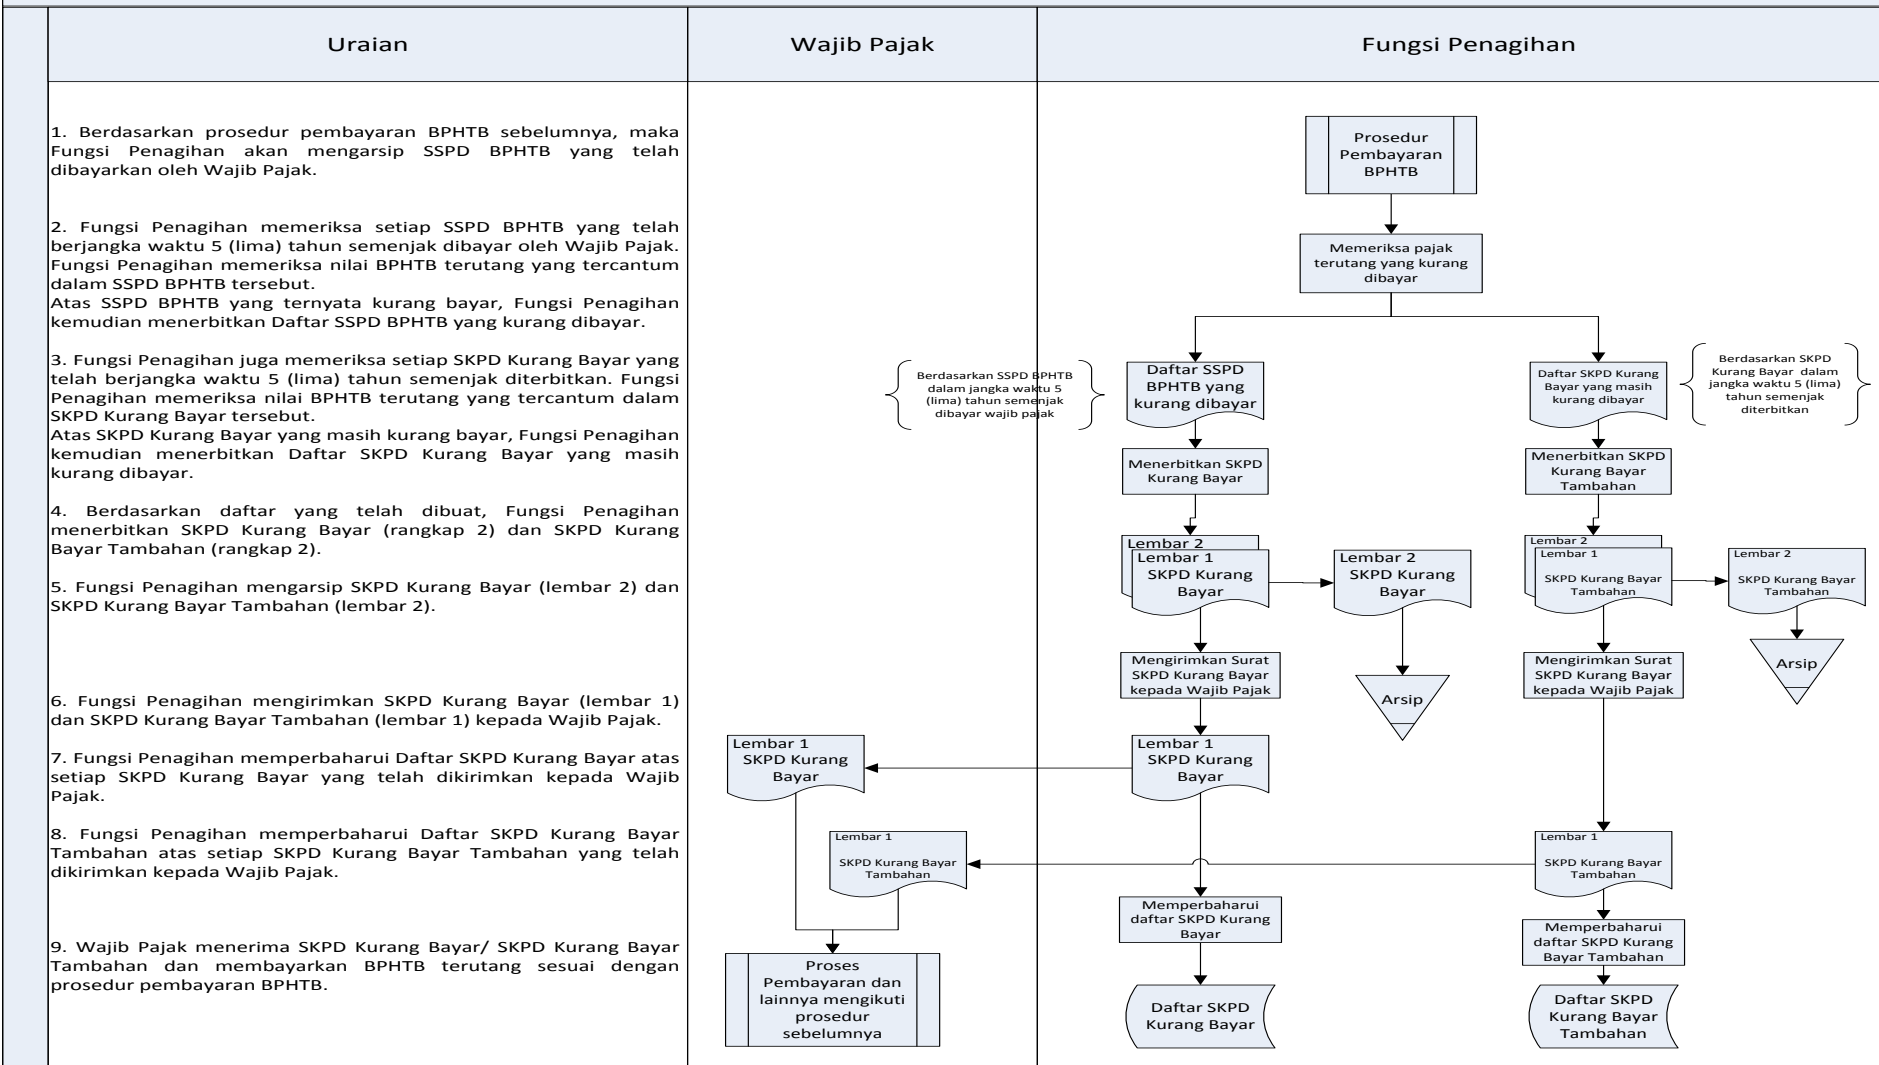 Uraian
Wajib Pajak
Fungsi Penagihan
1. Berdasarkan prosedur pembayaran BPHTB sebelumnya, maka
Fungsi Penagihan akan mengarsip SSPD BPHTB yang telah
dibayarkan oleh Wajib Pajak.
2. Fungsi Penagihan memeriksa setiap SSPD BPHTB yang telah
berjangka waktu 5 (lima) tahun semenjak dibayar oleh Wajib Pajak.
Fungsi Penagihan memeriksa nilai BPHTB terutang yang tercantum
dalam SSPD BPHTB tersebut.
Atas SSPD BPHTB yang ternyata kurang bayar, Fungsi Penagihan
kemudian menerbitkan Daftar SSPD BPHTB yang kurang dibayar.
3. Fungsi Penagihan juga memeriksa setiap SKPD Kurang Bayar yang
telah berjangka waktu 5 (lima) tahun semenjak diterbitkan. Fungsi
Penagihan memeriksa nilai BPHTB terutang yang tercantum dalam
SKPD Kurang Bayar tersebut.
Atas SKPD Kurang Bayar yang masih kurang bayar, Fungsi Penagihan
kemudian menerbitkan Daftar SKPD Kurang Bayar yang masih
kurang dibayar.
4. Berdasarkan daftar yang telah dibuat, Fungsi Penagihan
menerbitkan SKPD Kurang Bayar (rangkap 2) dan SKPD Kurang
Bayar Tambahan (rangkap 2).
5. Fungsi Penagihan mengarsip SKPD Kurang Bayar (lembar 2) dan
SKPD Kurang Bayar Tambahan (lembar 2).
6. Fungsi Penagihan mengirimkan SKPD Kurang Bayar (lembar 1)
dan SKPD Kurang Bayar Tambahan (lembar 1) kepada Wajib Pajak.
7. Fungsi Penagihan memperbaharui Daftar SKPD Kurang Bayar atas
setiap SKPD Kurang Bayar yang telah dikirimkan kepada Wajib
Pajak.
8. Fungsi Penagihan memperbaharui Daftar SKPD Kurang Bayar
Tambahan atas setiap SKPD Kurang Bayar Tambahan yang telah
dikirimkan kepada Wajib Pajak.
9. Wajib Pajak menerima SKPD Kurang Bayar/ SKPD Kurang Bayar
Tambahan dan membayarkan BPHTB terutang sesuai dengan
prosedur pembayaran BPHTB.
Prosedur
Pembayaran
BPHTB
Memeriksa pajak
terutang yang kurang
dibayar
Berdasarkan SSPD BPHTB
dalam jangka waktu 5
(lima) tahun semenjak
dibayar wajib pajak
Daftar SSPD
BPHTB yang
kurang dibayar
Daftar SKPD Kurang
Bayar yang masih
kurang dibayar
Berdasarkan SKPD
Kurang Bayar dalam
jangka waktu 5 (lima)
tahun semenjak
diterbitkan
Menerbitkan SKPD
Kurang Bayar
Menerbitkan SKPD
Kurang Bayar
Tambahan
Lembar 2
Lembar 1
SKPD Kurang
Bayar
Lembar 2
SKPD Kurang
Bayar
Lembar 2
Lembar 1
SKPD Kurang Bayar
Tambahan
Lembar 2
SKPD Kurang Bayar
Tambahan
Mengirimkan Surat
SKPD Kurang Bayar
kepada Wajib Pajak
Arsip
Mengirimkan Surat
SKPD Kurang Bayar
kepada Wajib Pajak
Arsip
Lembar 1
SKPD Kurang
Bayar
Lembar 1
SKPD Kurang
Bayar
Lembar 1
SKPD Kurang Bayar
Tambahan
Lembar 1
SKPD Kurang Bayar
Tambahan
Memperbaharui
daftar SKPD Kurang
Bayar
Memperbaharui
daftar SKPD Kurang
Bayar Tambahan
Proses
Pembayaran dan
lainnya mengikuti
prosedur
sebelumnya
Daftar SKPD
Kurang Bayar
Daftar SKPD
Kurang Bayar
Tambahan